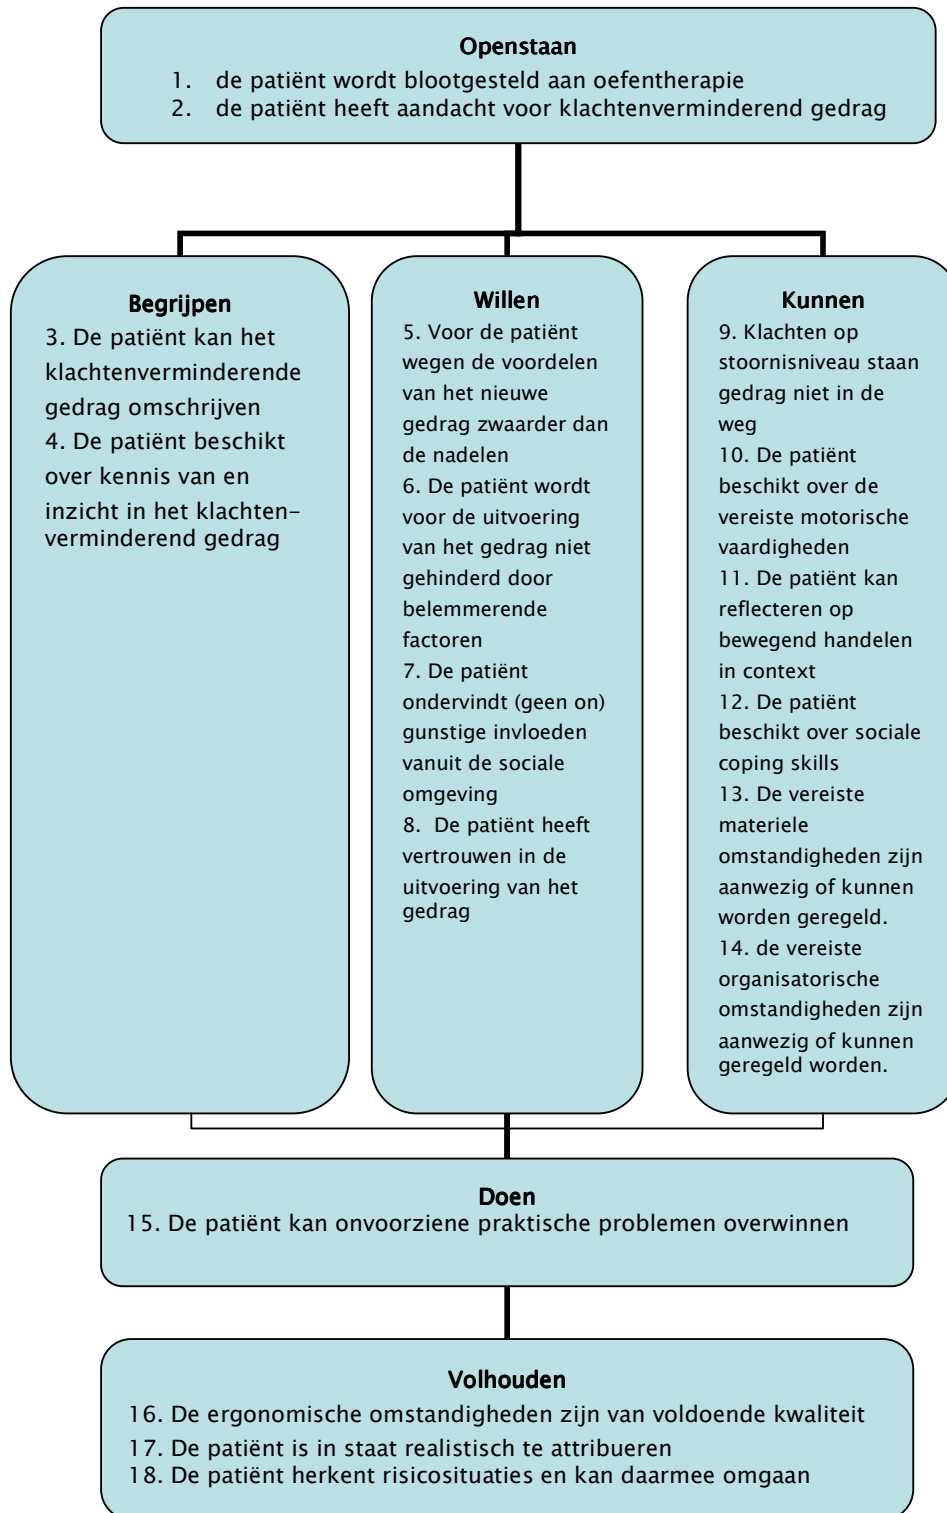 Openstaan
1. de patiënt wordt blootgesteld aan oefentherapie
2. de patiënt heeft aandacht voor klachtenverminderend gedrag
Begrijpen
3. De patiënt kan het
klachtenverminderende
gedrag omschrijven
4. De patiënt beschikt
over kennis van en
inzicht in het klachten-
verminderend gedrag
Willen
5. Voor de patiënt
wegen de voordelen
van het nieuwe
gedrag zwaarder dan
de nadelen
6. De patiënt wordt
voor de uitvoering
van het gedrag niet
gehinderd door
belemmerende
factoren
7. De patiënt
ondervindt (geen on)
gunstige invloeden
vanuit de sociale
omgeving
8. De patiënt heeft
vertrouwen in de
uitvoering van het
gedrag
Kunnen
9. Klachten op
stoornisniveau staan
gedrag niet in de
weg
10. De patiënt
beschikt over de
vereiste motorische
vaardigheden
11. De patiënt kan
reflecteren op
bewegend handelen
in context
12. De patiënt
beschikt over sociale
coping skills
13. De vereiste
materiele
omstandigheden zijn
aanwezig of kunnen
worden geregeld.
14. de vereiste
organisatorische
omstandigheden zijn
aanwezig of kunnen
geregeld worden.
Doen
15. De patiënt kan onvoorziene praktische problemen overwinnen
Volhouden
16. De ergonomische omstandigheden zijn van voldoende kwaliteit
17. De patiënt is in staat realistisch te attribueren
18. De patiënt herkent risicosituaties en kan daarmee omgaan